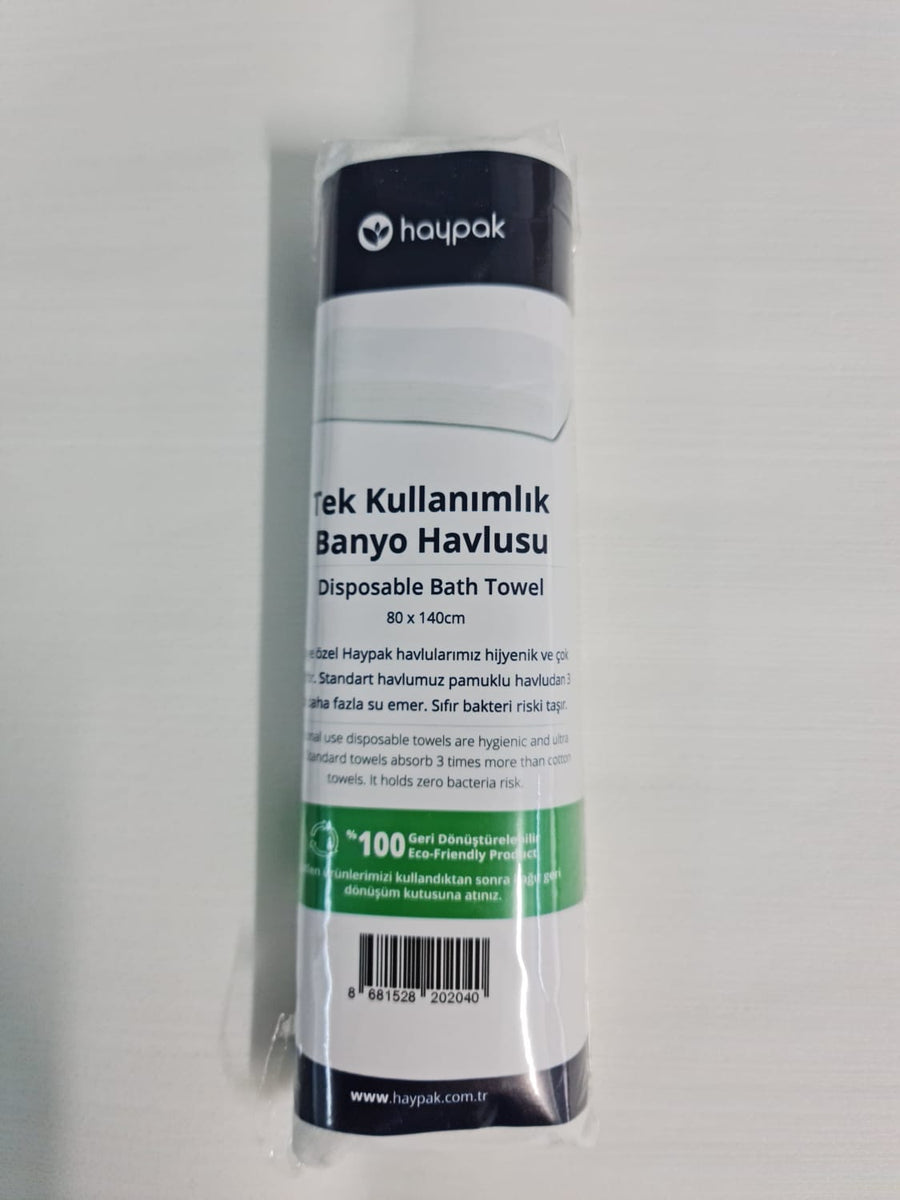 haypak
Tek Kullanımlık
Banyo Havlusu
Disposable Bath Towel
80 x 140cm
özel Haypak havlularımız hijyenik ve çok
Standart havlumuz pamuklu havludan 3
daha fazla su emer. Sıfır bakteri riski taşır.
use disposable towels are hygienic and ultra
standard towels absorb 3 times more than cotton
towels. It holds zero bacteria risk.
%100 Geri Dönüştürelebilir
Eco-Friendly Product
ürünlerimizi kullandıktan sonra kağıt geri
dönüşüm kutusuna atınız.
8 681528 202040
www.haypak.com.tr